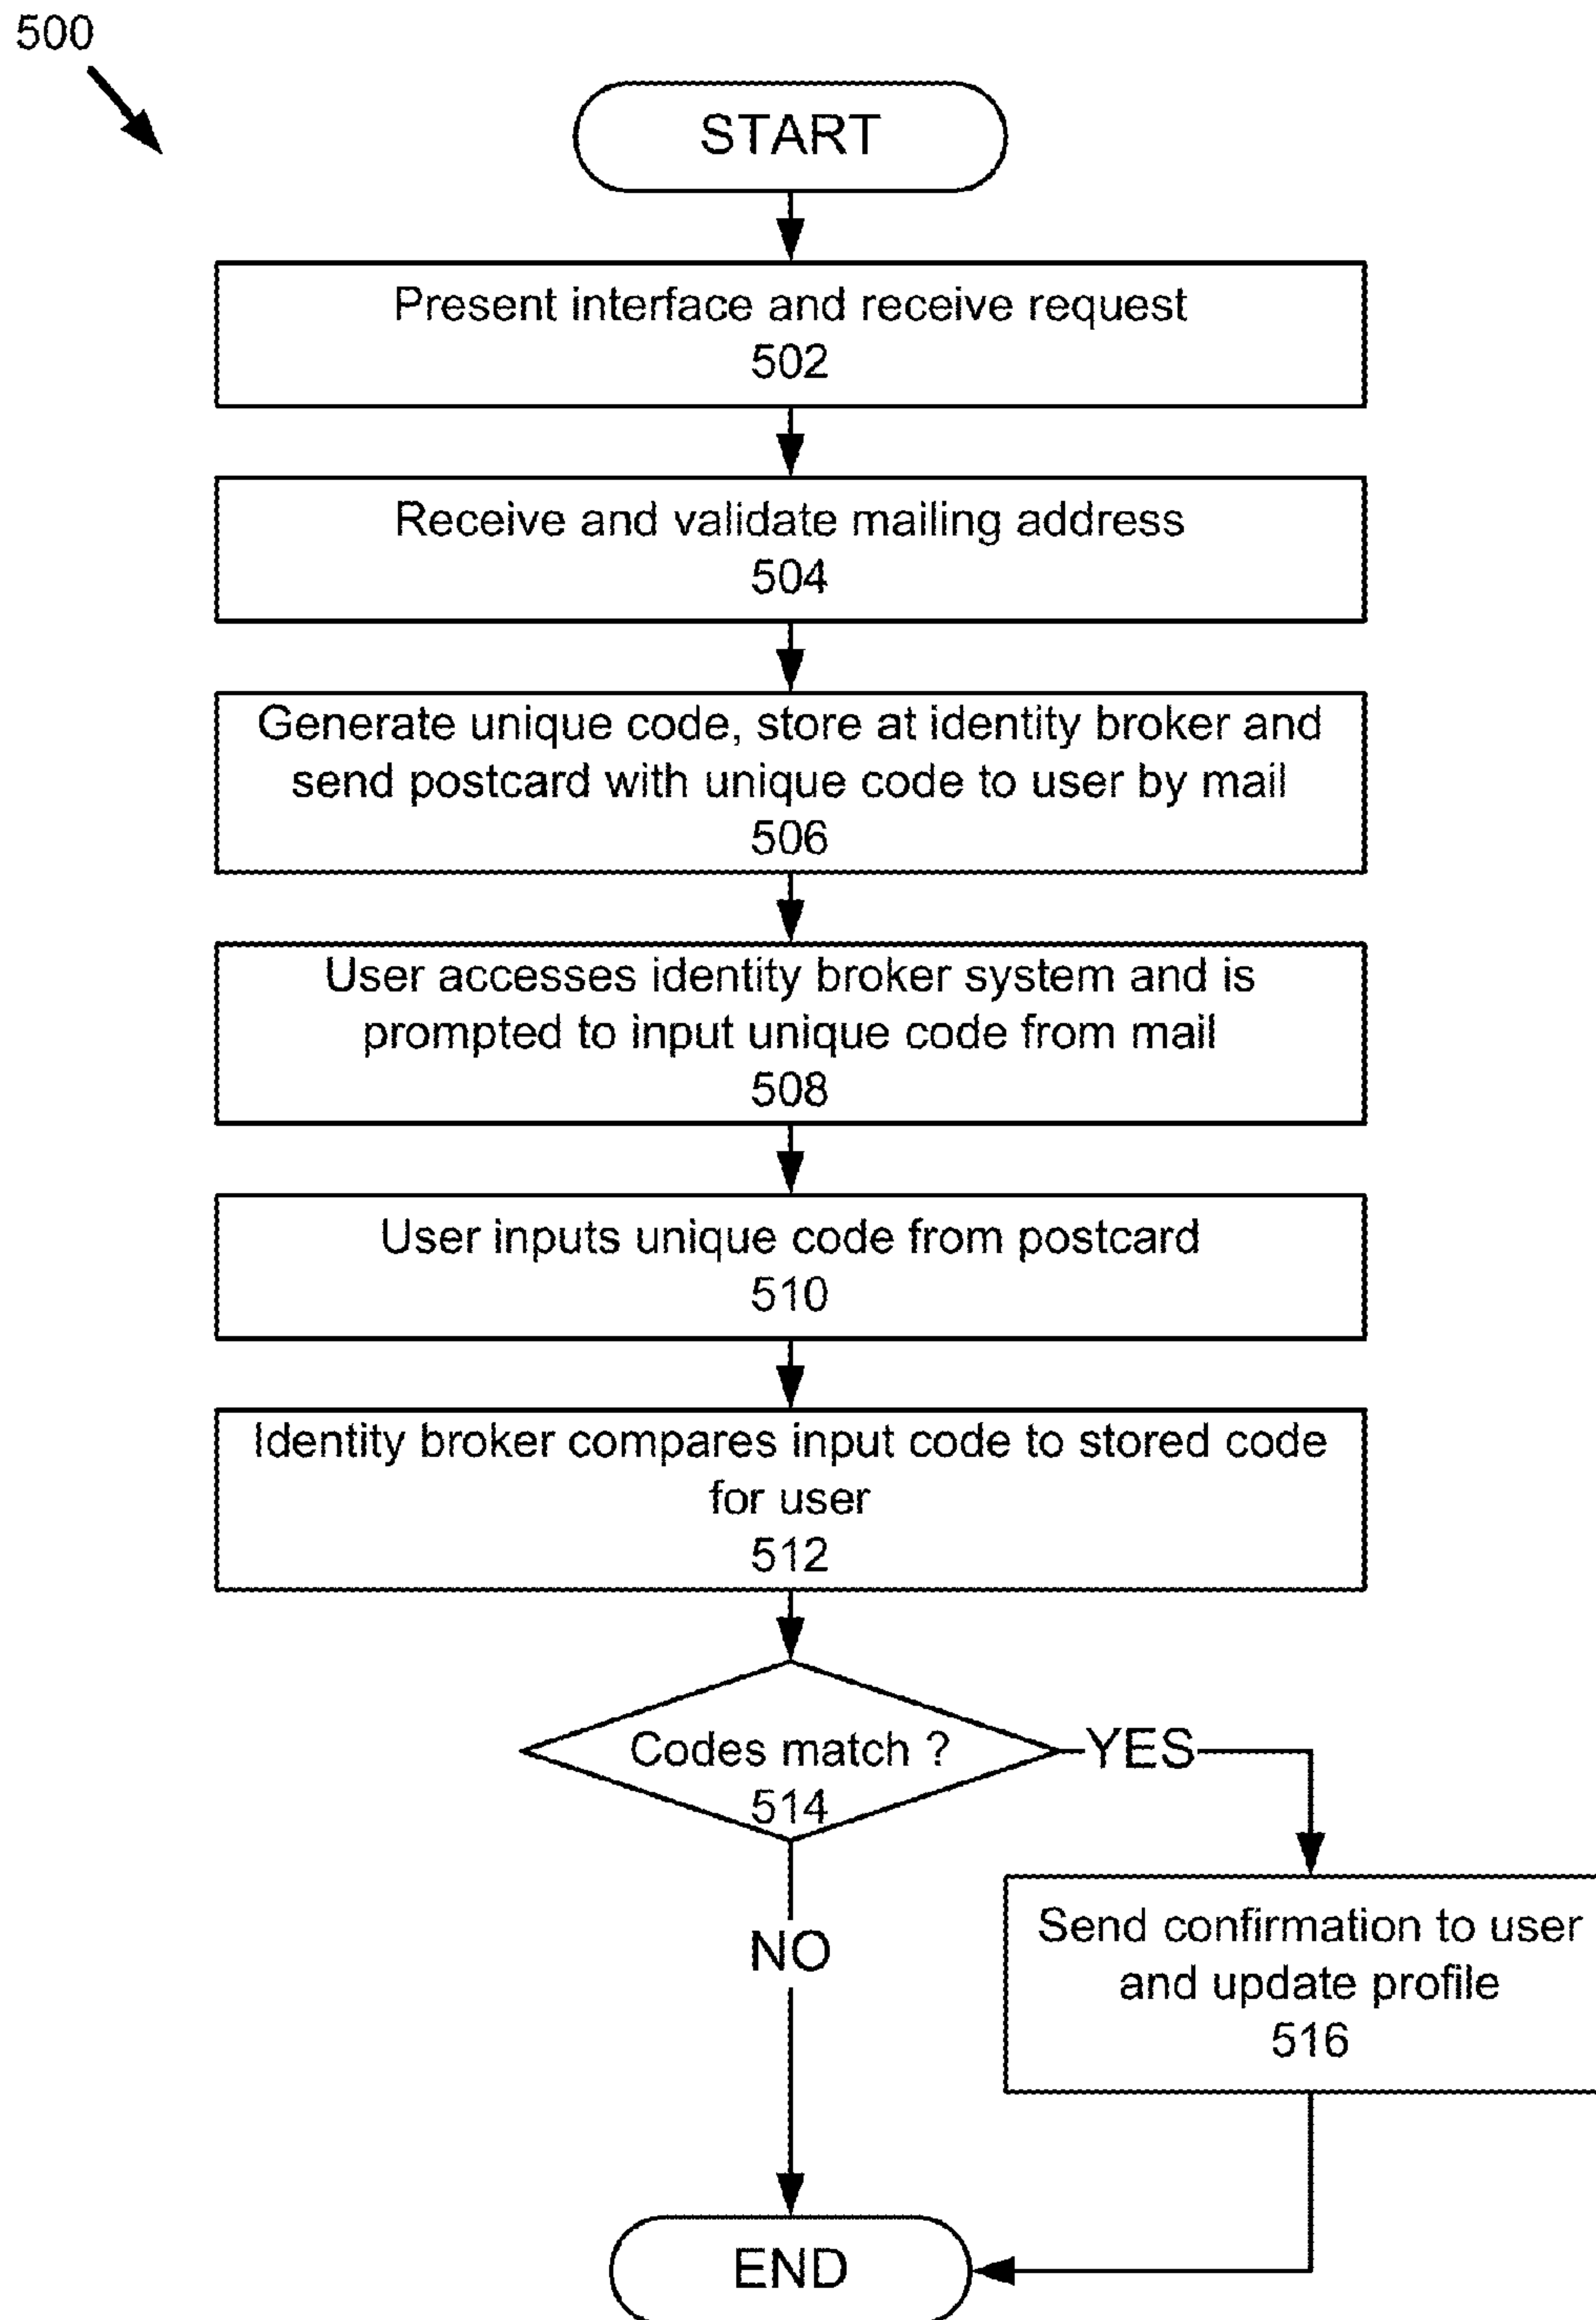 500
START
Present interface and receive request
502
Receive and validate mailing address
504
Generate unique code, store at identity broker and
send postcard with unique code to user by mail
506
User accesses identity broker system and is
prompted to input unique code from mail
508
User inputs unique code from postcard
510
Identity broker compares input code to stored code
for user
512
Codes match ?
514
YES
NO
Send confirmation to user
and update profile
516
END